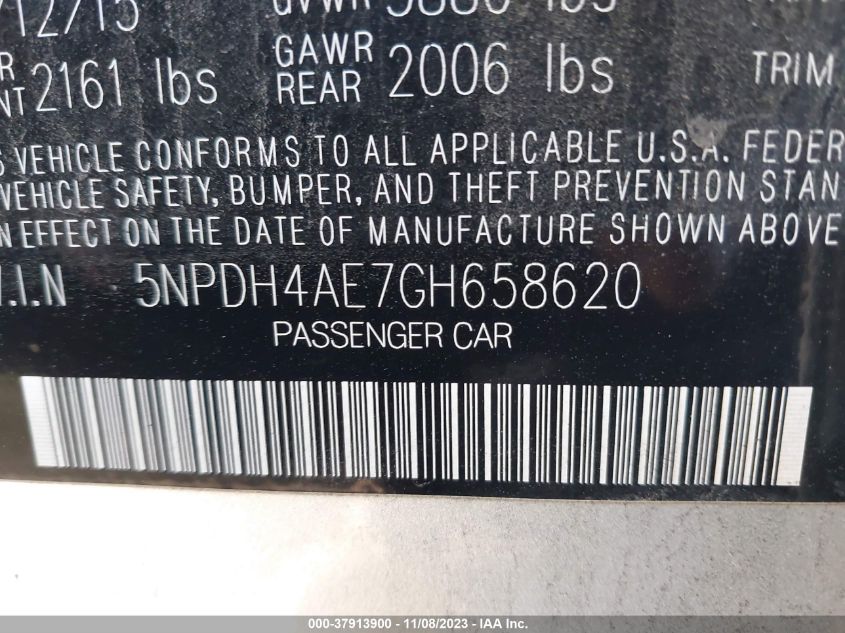 12/15 GVWR lbs
2161 lbs GAWR REAR 2006 lbs TRIM
VEHICLE CONFORMS TO ALL APPLICABLE U.S.A. FEDER
VEHICLE SAFETY, BUMPER, AND THEFT PREVENTION STAN
EFFECT ON THE DATE OF MANUFACTURE SHOWN ABOVE
.I.N 5NPDH4AE7GH658620
PASSENGER CAR
000-37913900 - 11/08/2023 - IAA Inc.